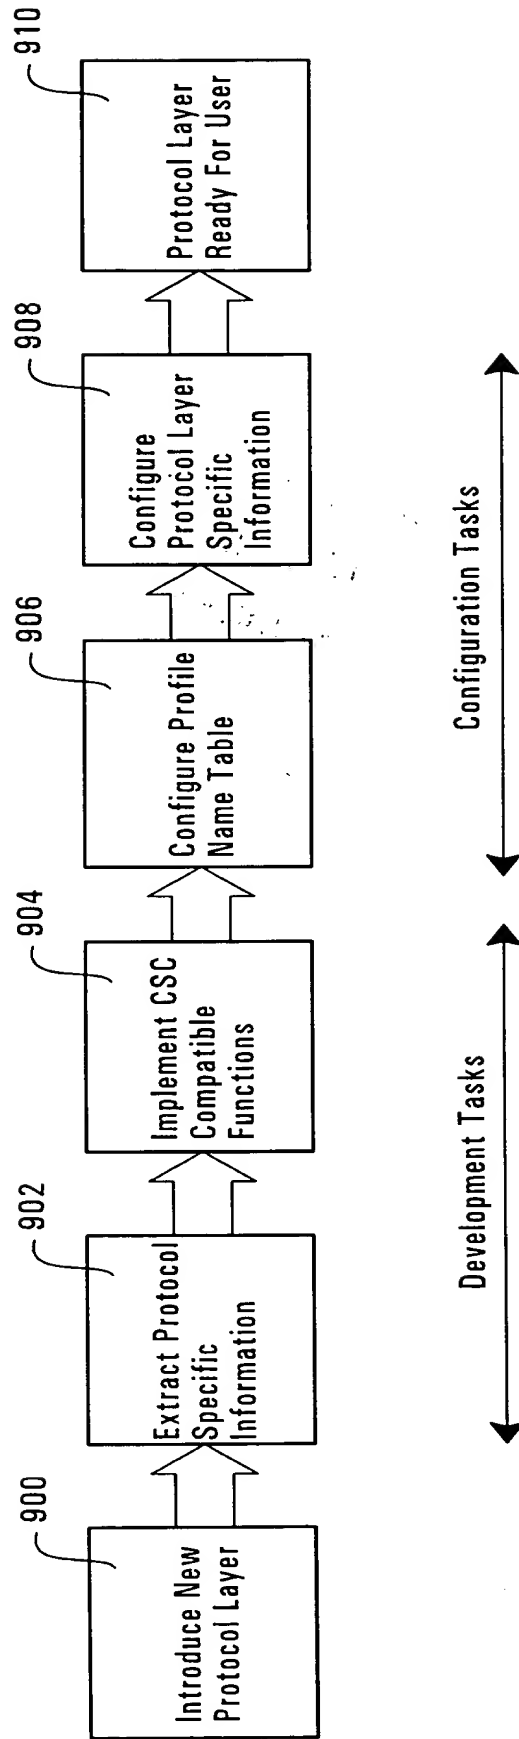 900
Introduce New
Protocol Layer
902
Extract Protocol
Specific
Information
904
Implement CSC
Compatible
Functions
906
Configure Profile
Name Table
908
Configure
Protocol Layer
Specific
Information
910
Protocol Layer
Ready For User
Development Tasks
Configuration Tasks